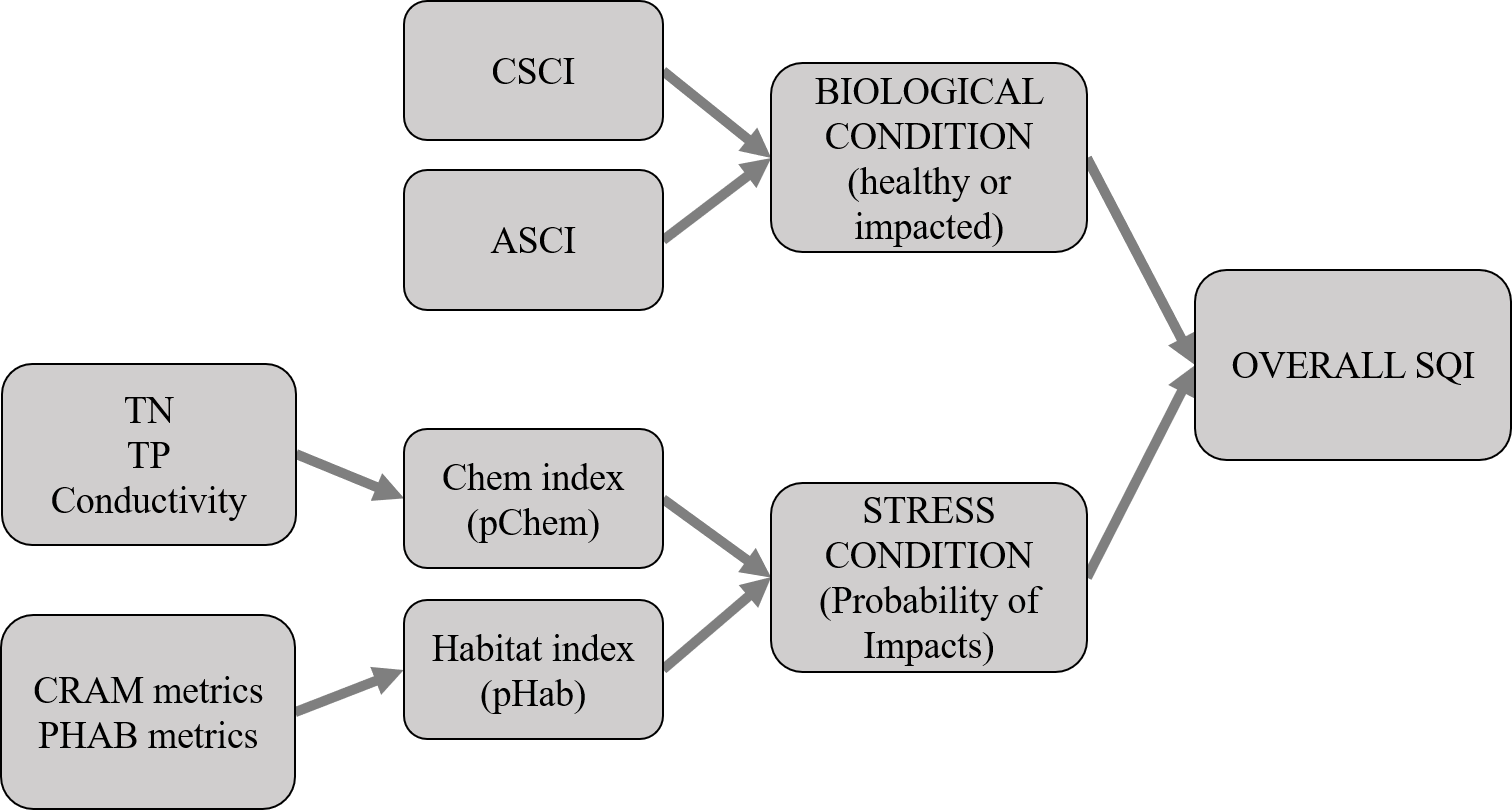 CSCI
ASCI
BIOLOGICAL
CONDITION
(healthy or
impacted)
TN
TP
Conductivity
Chem index
(pChem)
CRAM metrics
PHAB metrics
Habitat index
(pHab)
STRESS
CONDITION
(Probability of
Impacts)
OVERALL SQI